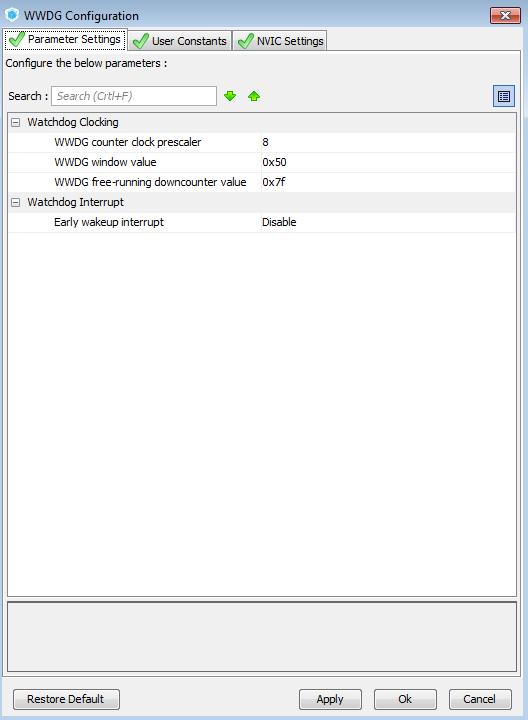 WWDG Configuration
Parameter Settings User Constants NVIC Settings
Configure the below parameters :
Search : Search (Crtl+F)
Watchdog Clocking
WWDG counter clock prescaler 8
WWDG window value 0x50
WWDG free-running downcounter value 0x7f
Watchdog Interrupt
Early wakeup interrupt Disable
Restore Default Apply Ok Cancel